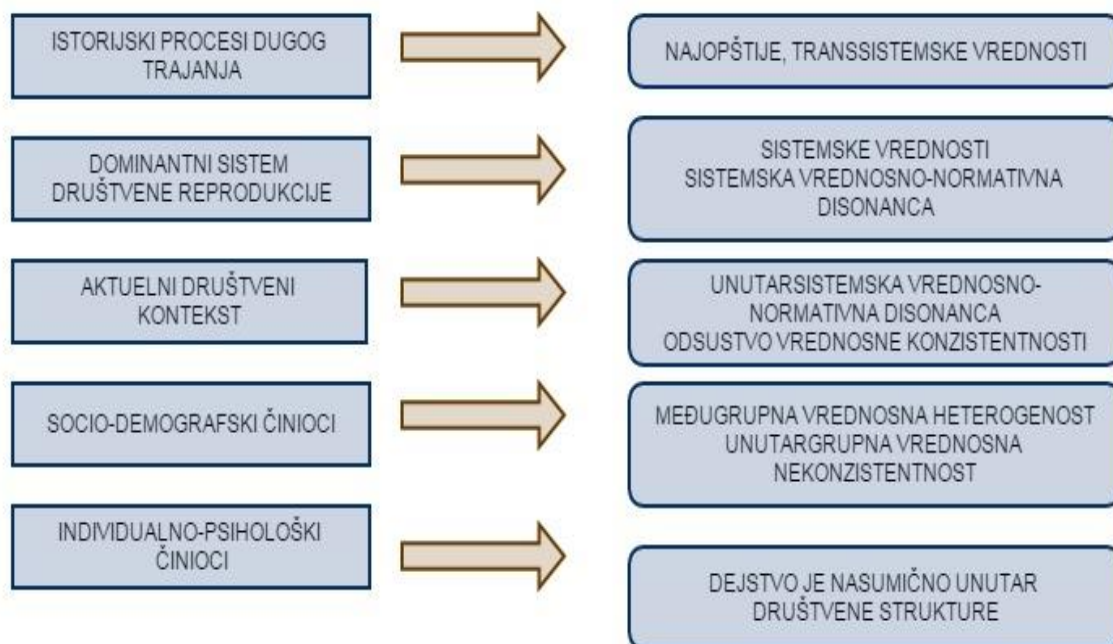 ISTORIJSKI PROCESI DUGOG
TRAJANJA
NAJOPŠTIJE, TRANSSISTEMSKE VREDNOSTI
DOMINANTNI SISTEM
DRUŠTVENE REPRODUKCIJE
SISTEMSKE VREDNOSTI
SISTEMSKA VREDNOSNO-NORMATIVNA
DISONANCA
AKTUELNI DRUŠTVENI
KONTEKST
UNUTARSISTEMSKA VREDNOSNO-
NORMATIVNA DISONANCA
ODSUSTVO VREDNOSNE KONZISTENTNOSTI
SOCIO-DEMOGRAFSKI ČINIOCI
MEĐUGRUPNA VREDNOSNA HETEROGENOST
UNUTARGRUPNA VREDNOSNA
NEKONZISTENTNOST
INDIVIDUALNO-PSIHOLOŠKI
ČINIOCI
DEJSTVO JE NASUMIČNO UNUTAR
DRUŠTVENE STRUKTURE